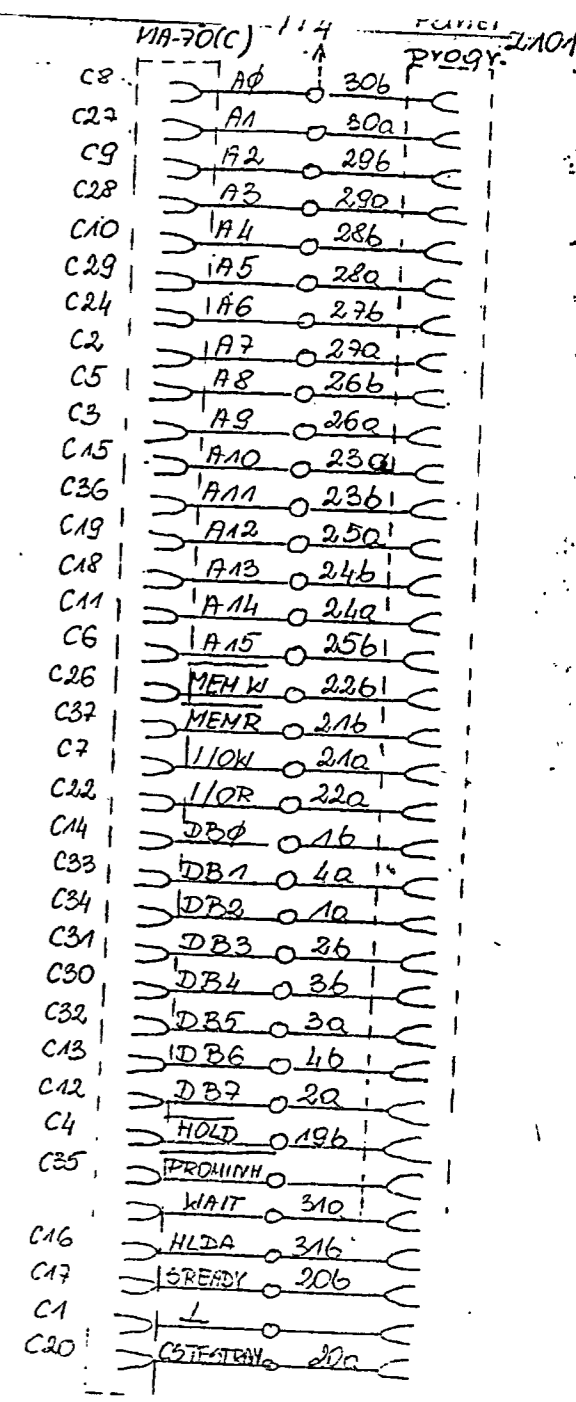 MA-70(C) 114
progr. 2101
C8 AØ 30b
C27 A1 30a
C9 A2 29b
C28 A3 29a
C10 A4 28b
C29 A5 28a
C24 A6 27b
C2 A7 27a
C5 A8 26b
C3 A9 26a
C15 A10 23a
C36 A11 23b
C19 A12 25a
C18 A13 24b
C11 A14 24a
C6 A15 25b
C26 MEMW 22b
C37 MEMR 21b
C7 I/OW 21a
C22 I/OR 22a
C14 DBØ 1b
C33 DB1 4a
C34 DB2 1a
C31 DB3 2b
C30 DB4 3b
C32 DB5 3a
C13 DB6 4b
C12 DB7 2a
C4 HOLD 19b
C35 PROMINH
WAIT 31a
C16 HLDA 31b
C17 SREADY 20b
C1 ⊥
C20 20a